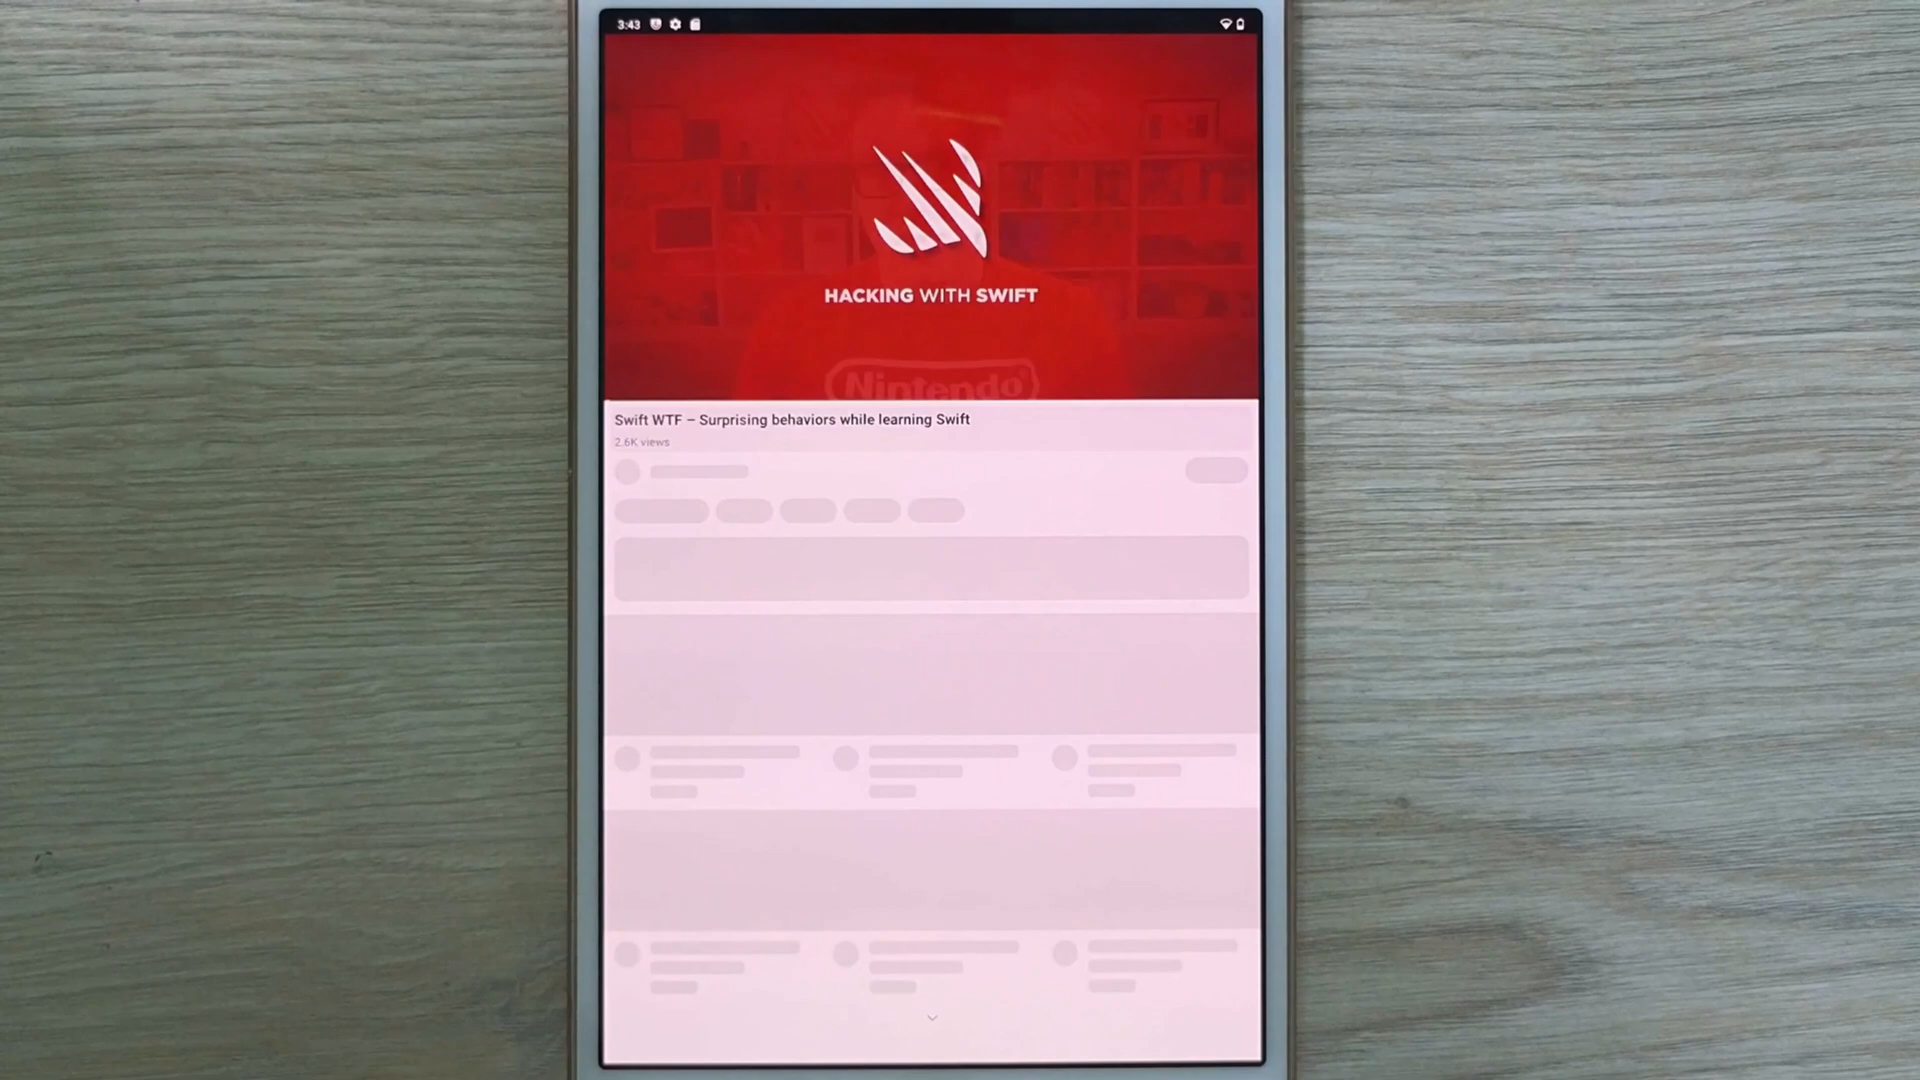 3:43
HACKING WITH SWIFT
Nintendo
Swift WTF – Surprising behaviors while learning Swift
2.6K views